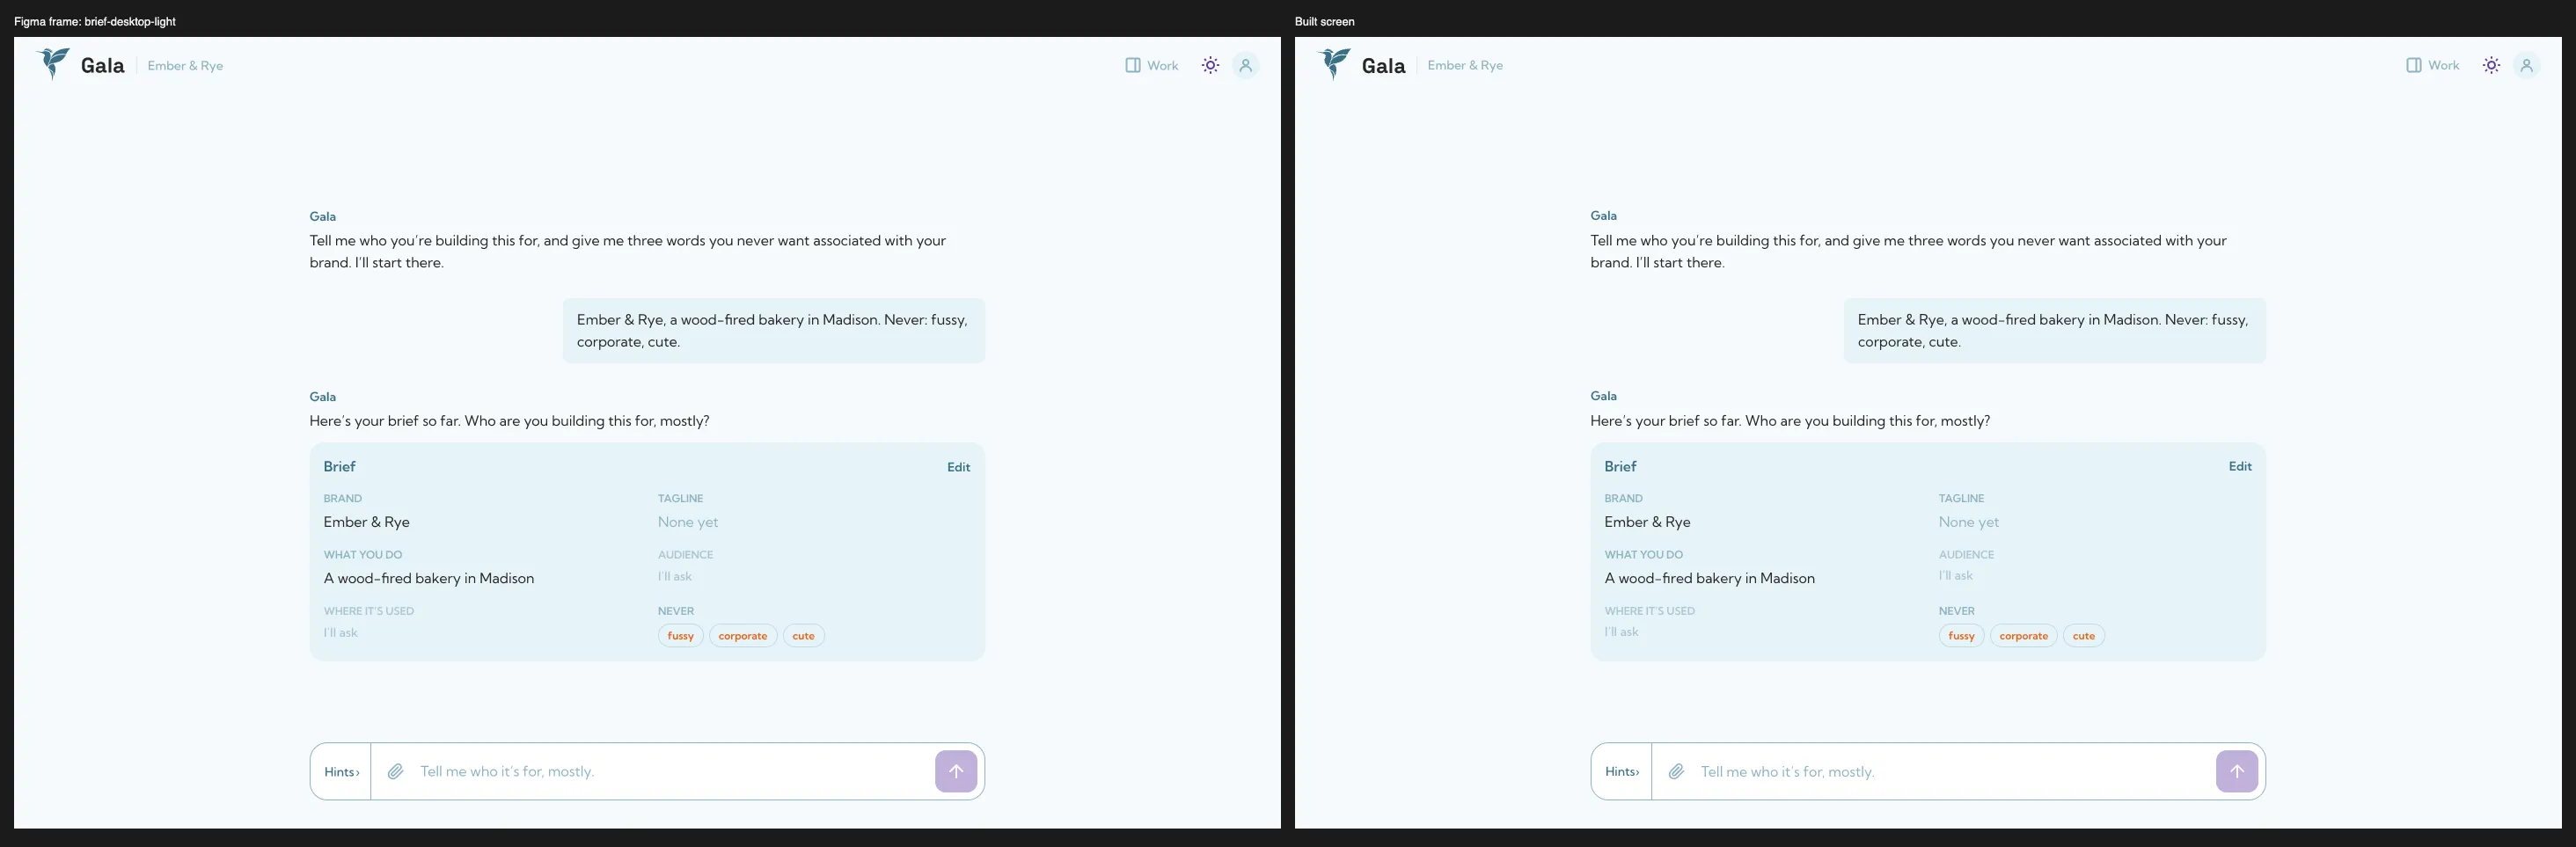 Figma frame: brief-desktop-light
Gala
Ember & Rye
Work
Gala
Tell me who you’re building this for, and give me three words you never want associated with your
brand. I’ll start there.
Ember & Rye, a wood-fired bakery in Madison. Never: fussy,
corporate, cute.
Gala
Here’s your brief so far. Who are you building this for, mostly?
Brief
Edit
BRAND
Ember & Rye
TAGLINE
None yet
WHAT YOU DO
A wood-fired bakery in Madison
AUDIENCE
I’ll ask
WHERE IT’S USED
I’ll ask
NEVER
fussy
corporate
cute
Hints›
Tell me who it’s for, mostly.
Built screen
Gala
Ember & Rye
Work
Gala
Tell me who you’re building this for, and give me three words you never want associated with your
brand. I’ll start there.
Ember & Rye, a wood-fired bakery in Madison. Never: fussy,
corporate, cute.
Gala
Here’s your brief so far. Who are you building this for, mostly?
Brief
Edit
BRAND
Ember & Rye
TAGLINE
None yet
WHAT YOU DO
A wood-fired bakery in Madison
AUDIENCE
I’ll ask
WHERE IT’S USED
I’ll ask
NEVER
fussy
corporate
cute
Hints›
Tell me who it’s for, mostly.